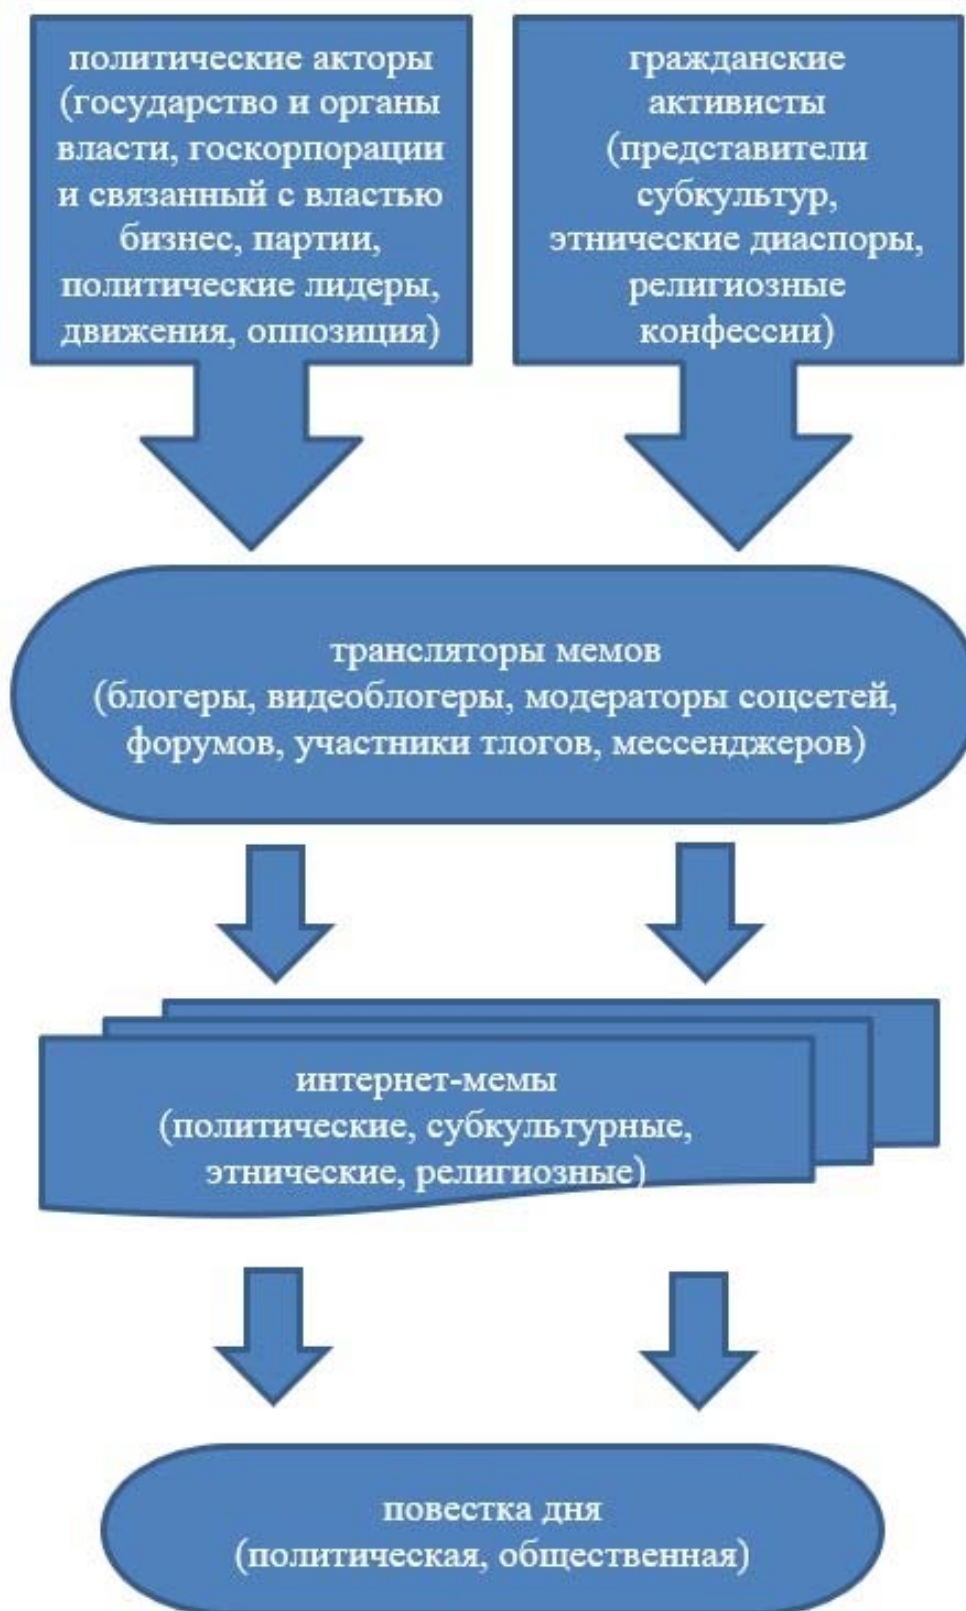 политические акторы
(государство и органы
власти, госкорпорации
и связанный с властью
бизнес, партии,
политические лидеры,
движения, оппозиция)
гражданские
активисты
(представители
субкультур,
этнические диаспоры,
религиозные
конфессии)
трансляторы мемов
(блогеры, видеоблогеры, модераторы соцсетей,
форумов, участники тлогов, мессенджеров)
интернет-мемы
(политические, субкультурные,
этнические, религиозные)
повестка дня
(политическая, общественная)